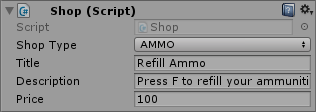 Shop (Script)
Script Shop
Shop Type AMMO
Title Refill Ammo
Description Press F to refill your ammuniti
Price 100